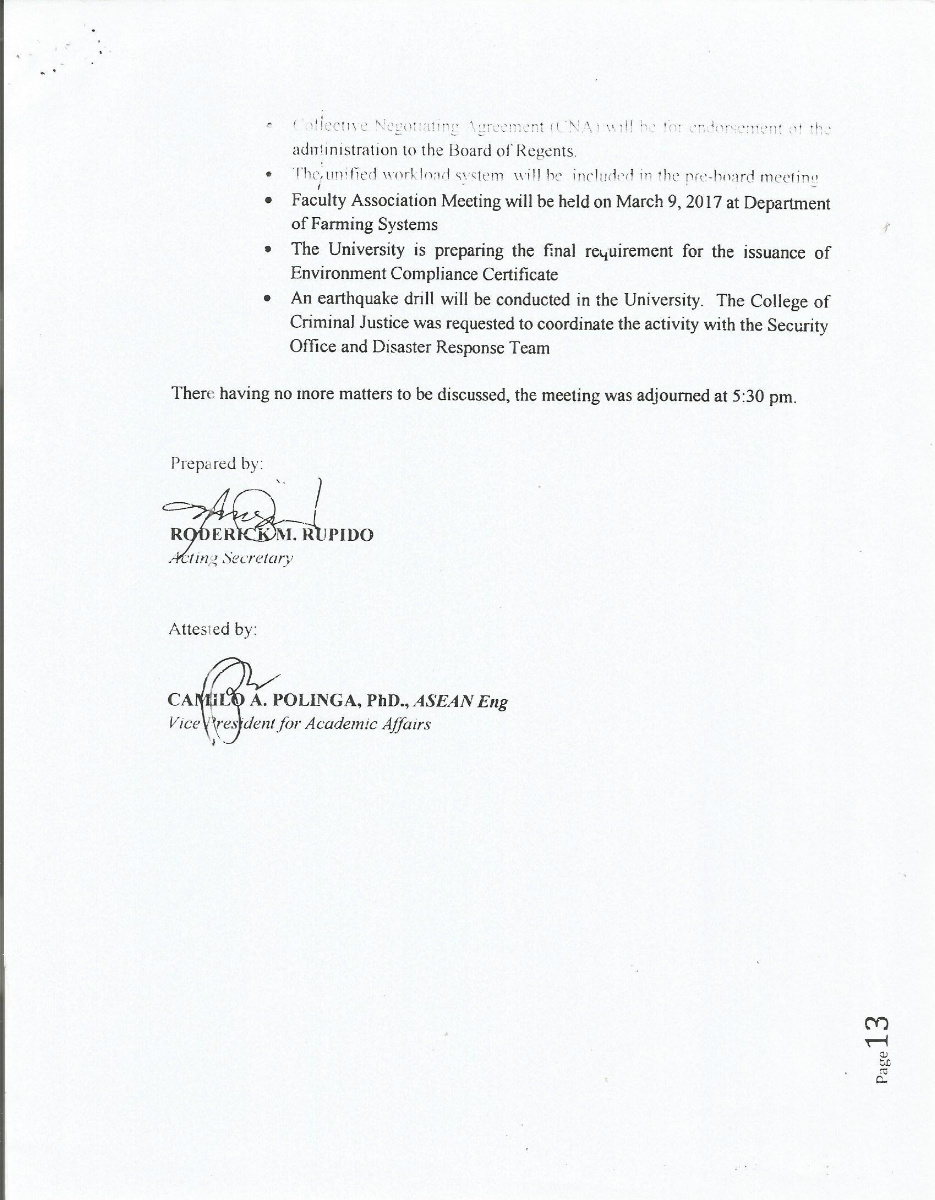 • Collective Negotiating Agreement (CNA) will be for endorsement of the
administration to the Board of Regents.
• The unified workload system will be included in the pre-board meeting
• Faculty Association Meeting will be held on March 9, 2017 at Department
of Farming Systems
• The University is preparing the final requirement for the issuance of
Environment Compliance Certificate
• An earthquake drill will be conducted in the University. The College of
Criminal Justice was requested to coordinate the activity with the Security
Office and Disaster Response Team
There having no more matters to be discussed, the meeting was adjourned at 5:30 pm.
Prepared by:
RODERICK M. RUPIDO
Acting Secretary
Attested by:
CAMILO A. POLINGA, PhD., ASEAN Eng
Vice President for Academic Affairs
Page 13